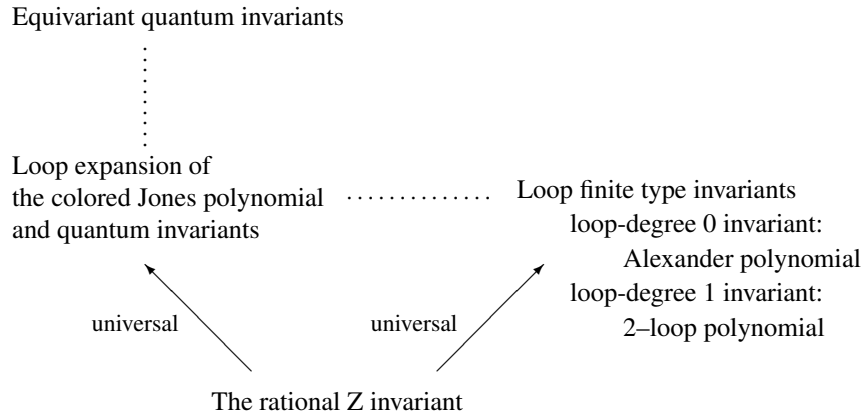 Equivariant quantum invariants
Loop expansion of
the colored Jones polynomial
and quantum invariants
Loop finite type invariants
loop-degree 0 invariant:
Alexander polynomial
loop-degree 1 invariant:
2–loop polynomial
universal
universal
The rational Z invariant